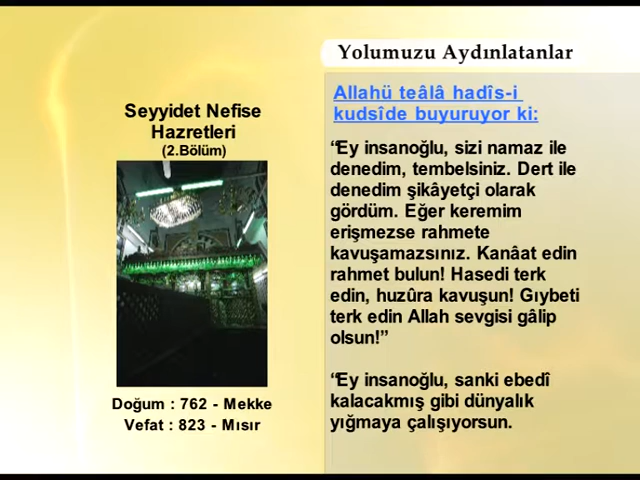 Yolumuzu Aydınlatanlar
Seyyidet Nefise
Hazretleri
(2.Bölüm)
Doğum : 762 - Mekke
Vefat : 823 - Mısır
Allahü teâlâ hadîs-i
kudsîde buyuruyor ki:
“Ey insanoğlu, sizi namaz ile
denedim, tembelsiniz. Dert ile
denedim şikâyetçi olarak
gördüm. Eğer keremim
erişmezse rahmete
kavuşamazsınız. Kanâat edin
rahmet bulun! Hasedi terk
edin, huzûra kavuşun! Gıybeti
terk edin Allah sevgisi gâlip
olsun!”
“Ey insanoğlu, sanki ebedî
kalacakmış gibi dünyalık
yığmaya çalışıyorsun.